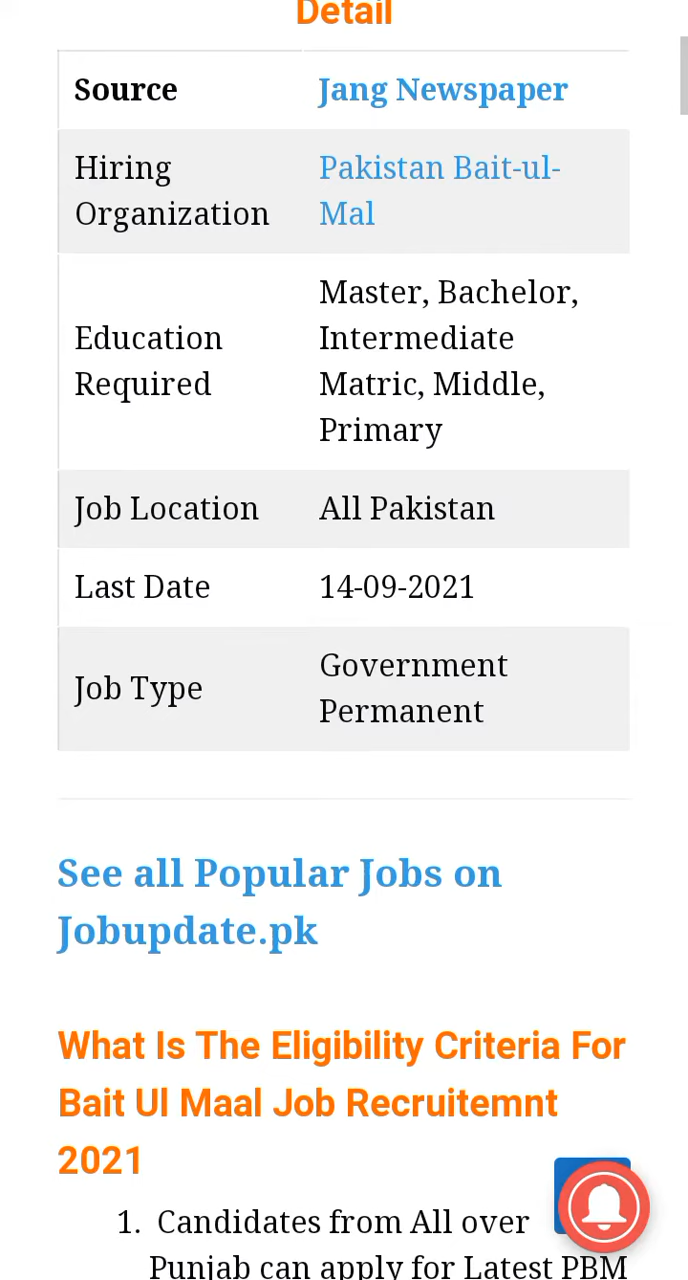 Detail
Source Jang Newspaper
Hiring Organization Pakistan Bait-ul-Mal
Education Required Master, Bachelor, Intermediate Matric, Middle, Primary
Job Location All Pakistan
Last Date 14-09-2021
Job Type Government Permanent
See all Popular Jobs on
Jobupdate.pk
What Is The Eligibility Criteria For
Bait Ul Maal Job Recruitemnt
2021
1. Candidates from All over
Punjab can apply for Latest PBM